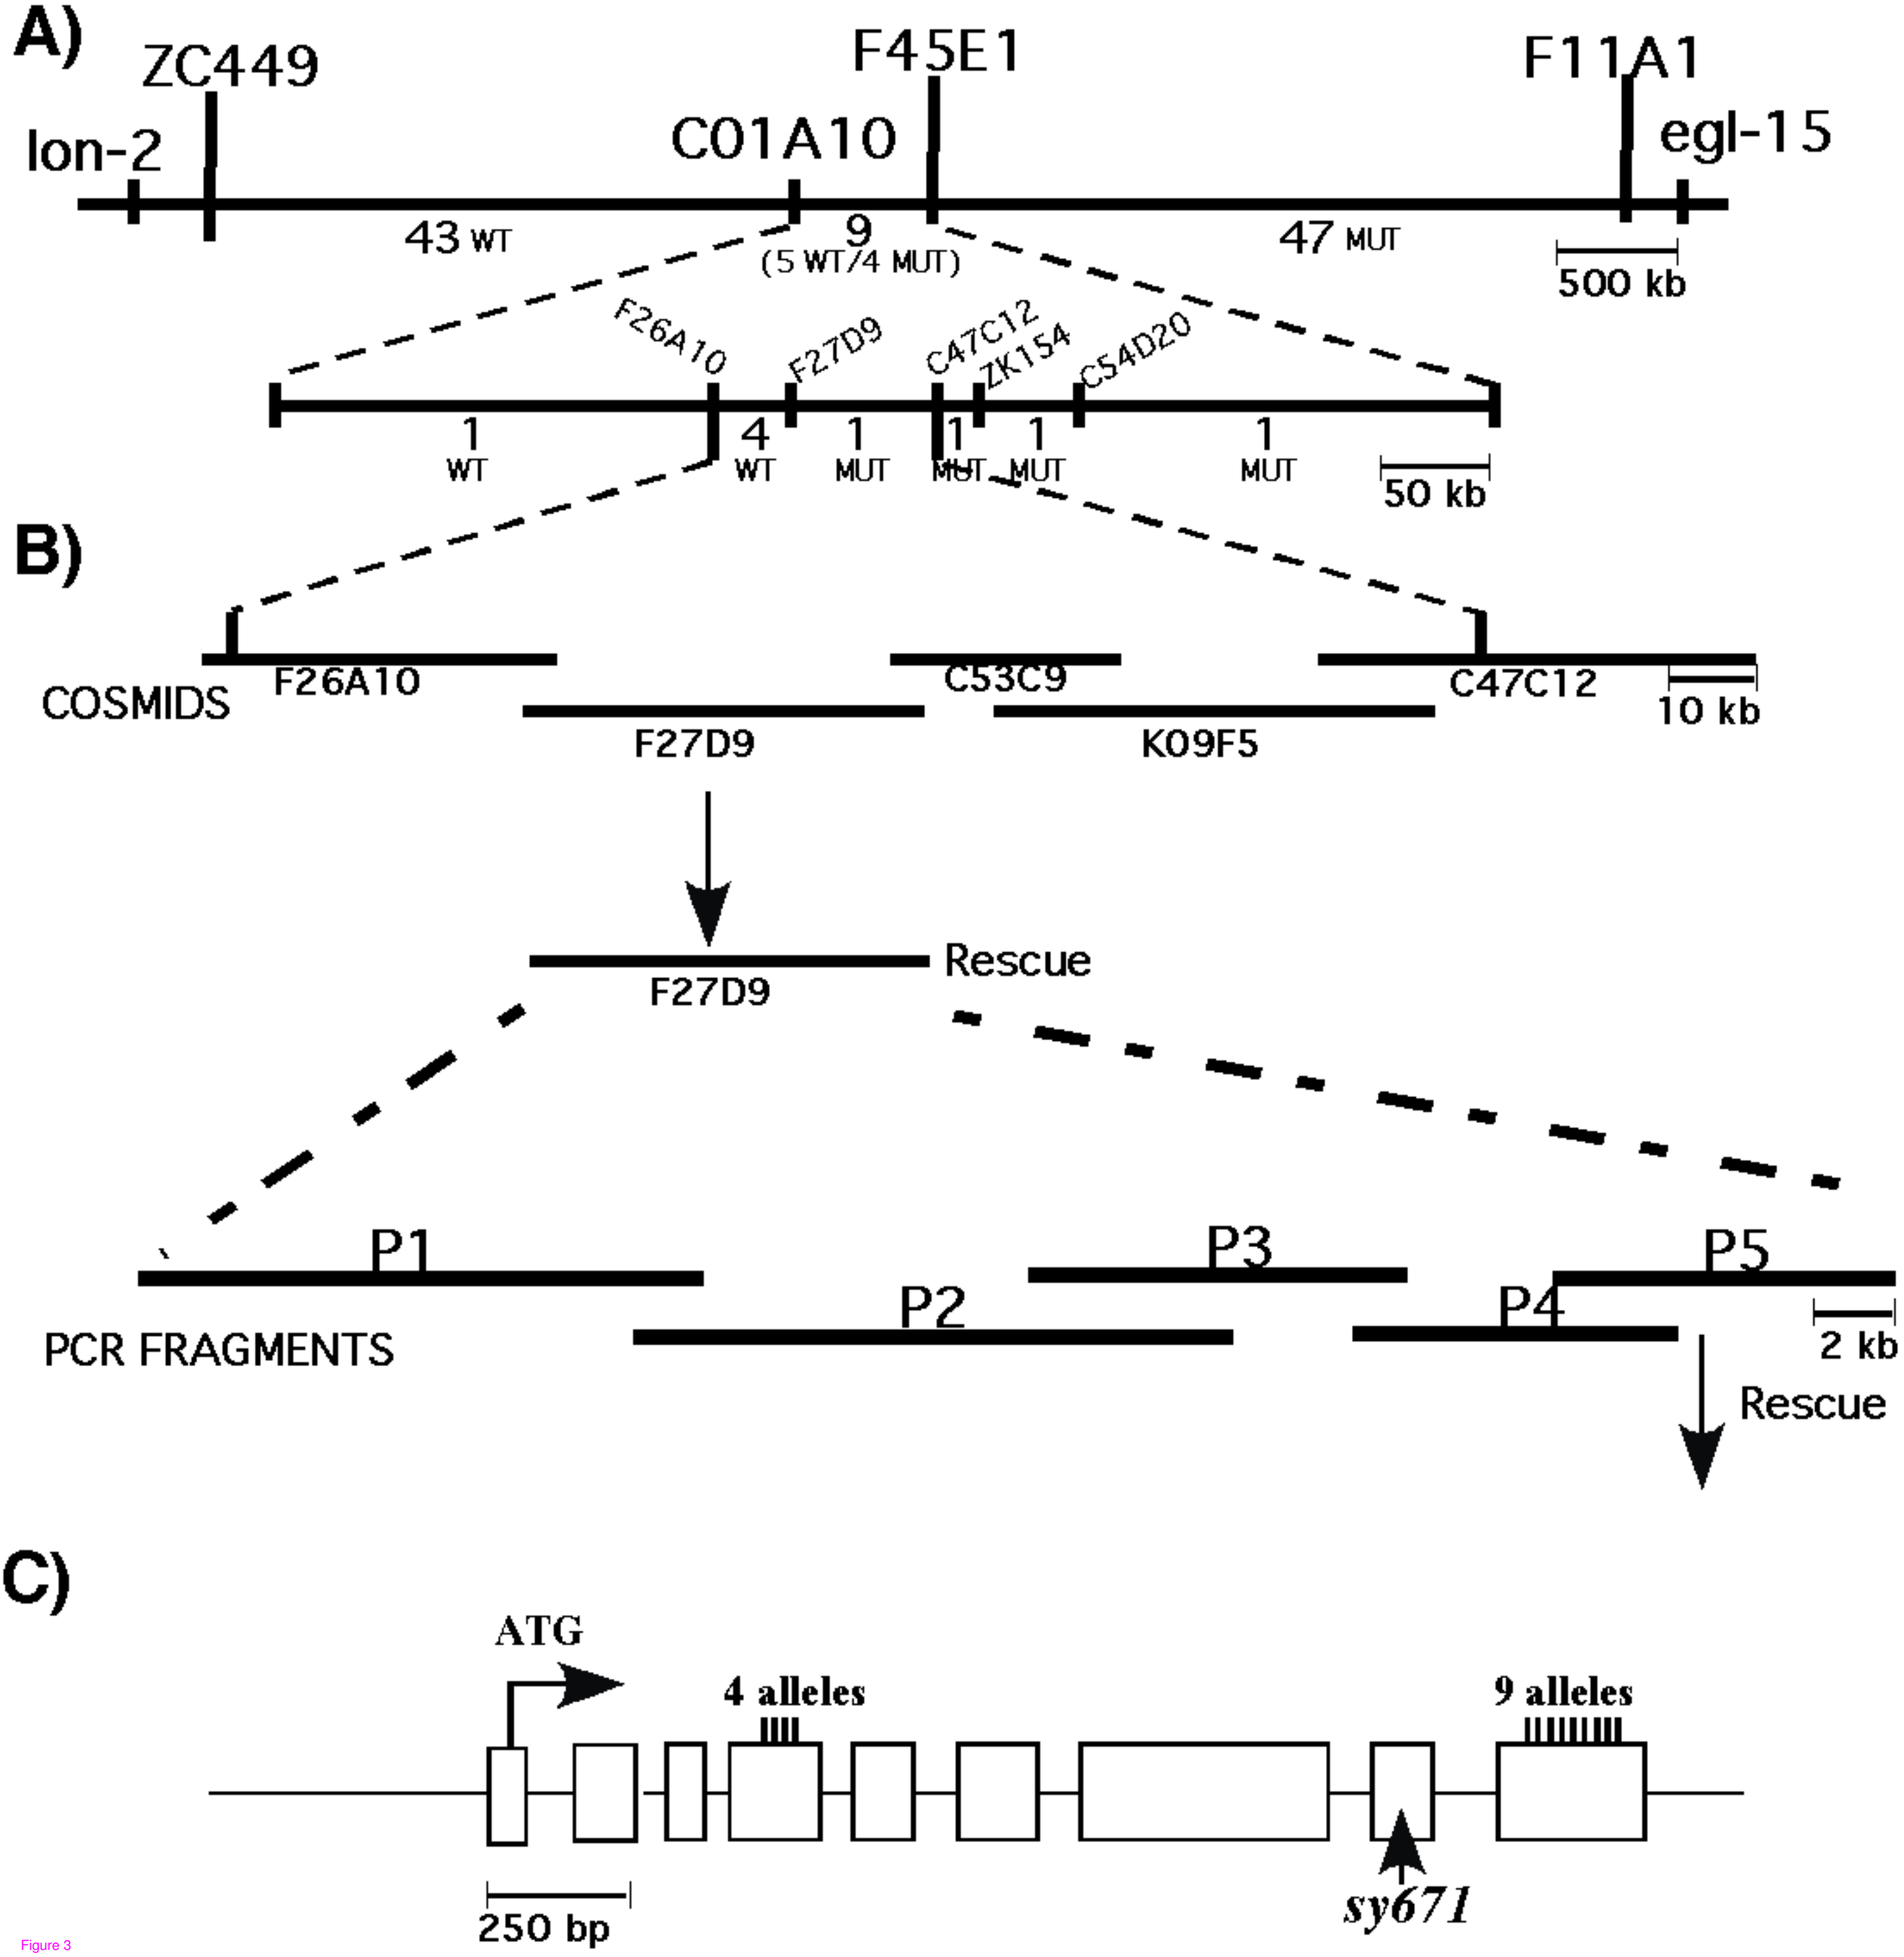 A)
ZC449
F45E1
F11A1
lon-2
C01A10
egl-15
43 WT
9
(5 WT/4 MUT)
47 MUT
500 kb
F26A10
F27D9
C47C12
ZK154
C54D20
1
WT
4
WT
1
MUT
1
MUT
1
MUT
1
MUT
50 kb
B)
COSMIDS
F26A10
C53C9
C47C12
10 kb
F27D9
K09F5
F27D9
Rescue
P1
P3
P5
P2
P4
PCR FRAGMENTS
2 kb
Rescue
C)
ATG
4 alleles
9 alleles
sy671
250 bp
Figure 3